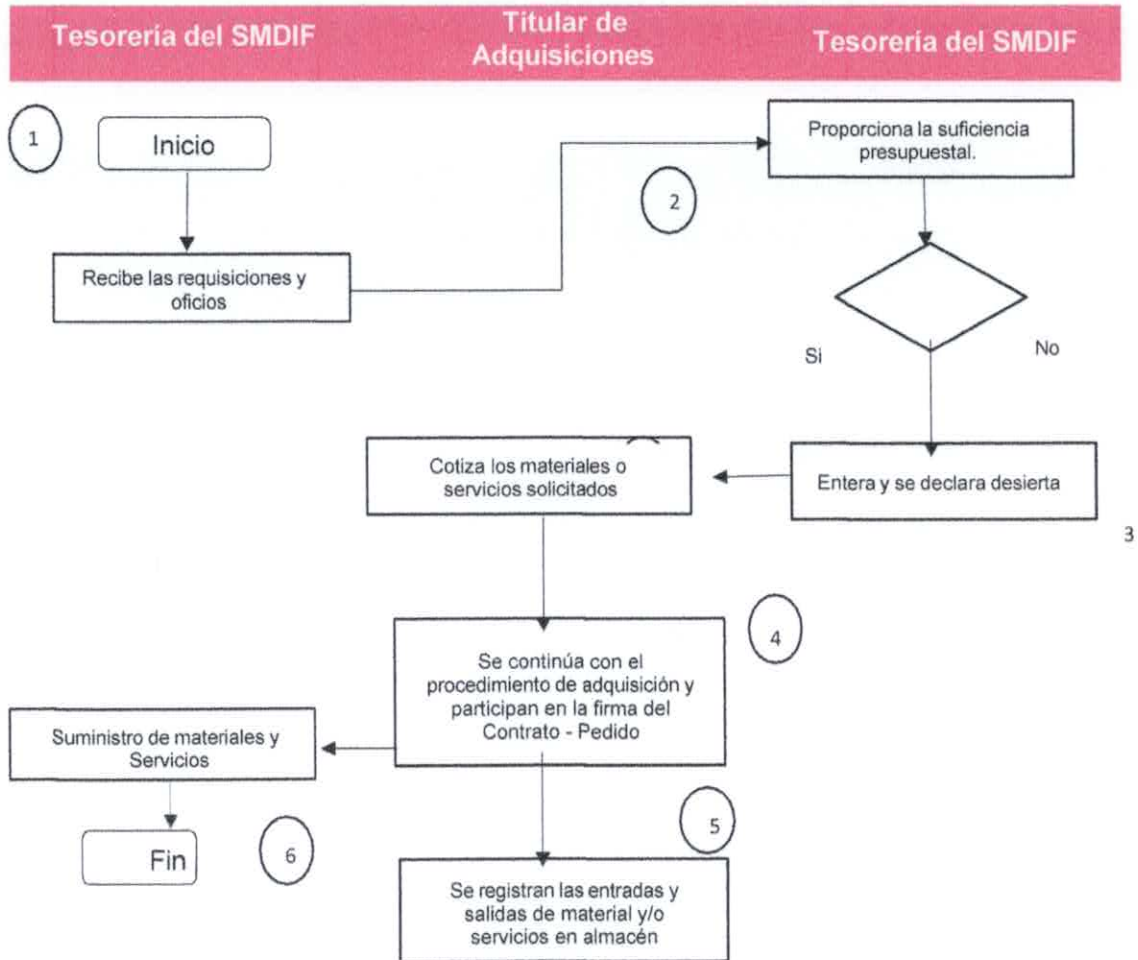 Tesorería del SMDIF
Titular de
Adquisiciones
Tesorería del SMDIF
1
Inicio
Proporciona la suficiencia
presupuestal.
2
Recibe las requisiciones y
oficios
Si
No
Cotiza los materiales o
servicios solicitados
Entera y se declara desierta
3
4
Se continúa con el
procedimiento de adquisición y
participan en la firma del
Contrato - Pedido
Suministro de materiales y
Servicios
5
Fin
6
Se registran las entradas y
salidas de material y/o
servicios en almacén